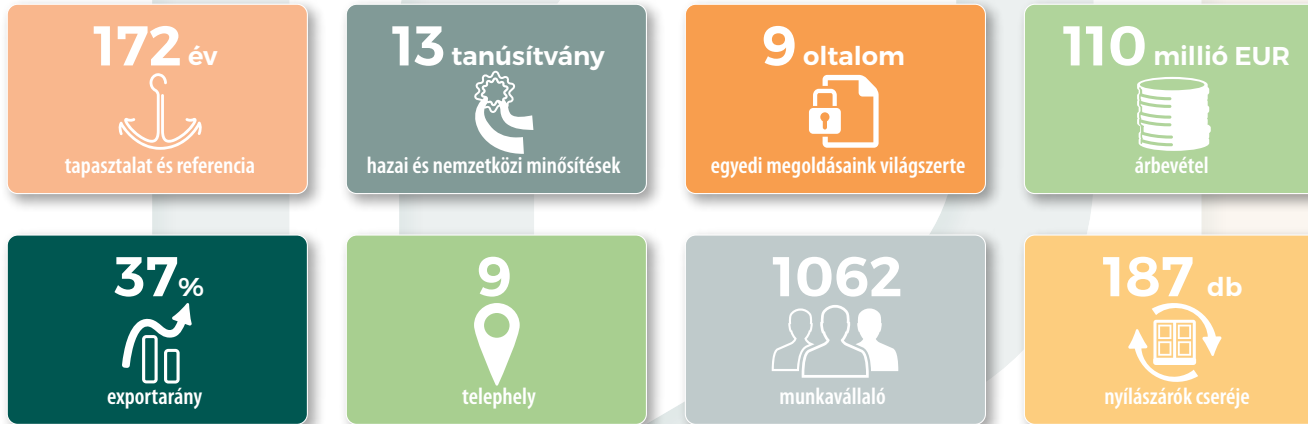 172 év
tapasztalat és referencia
13 tanúsítvány
hazai és nemzetközi minősítések
9 oltalom
egyedi megoldásaink világszerte
110 millió EUR
árbevétel
37%
exportarány
9
telephely
1062
munkavállaló
187 db
nyílászárók cseréje